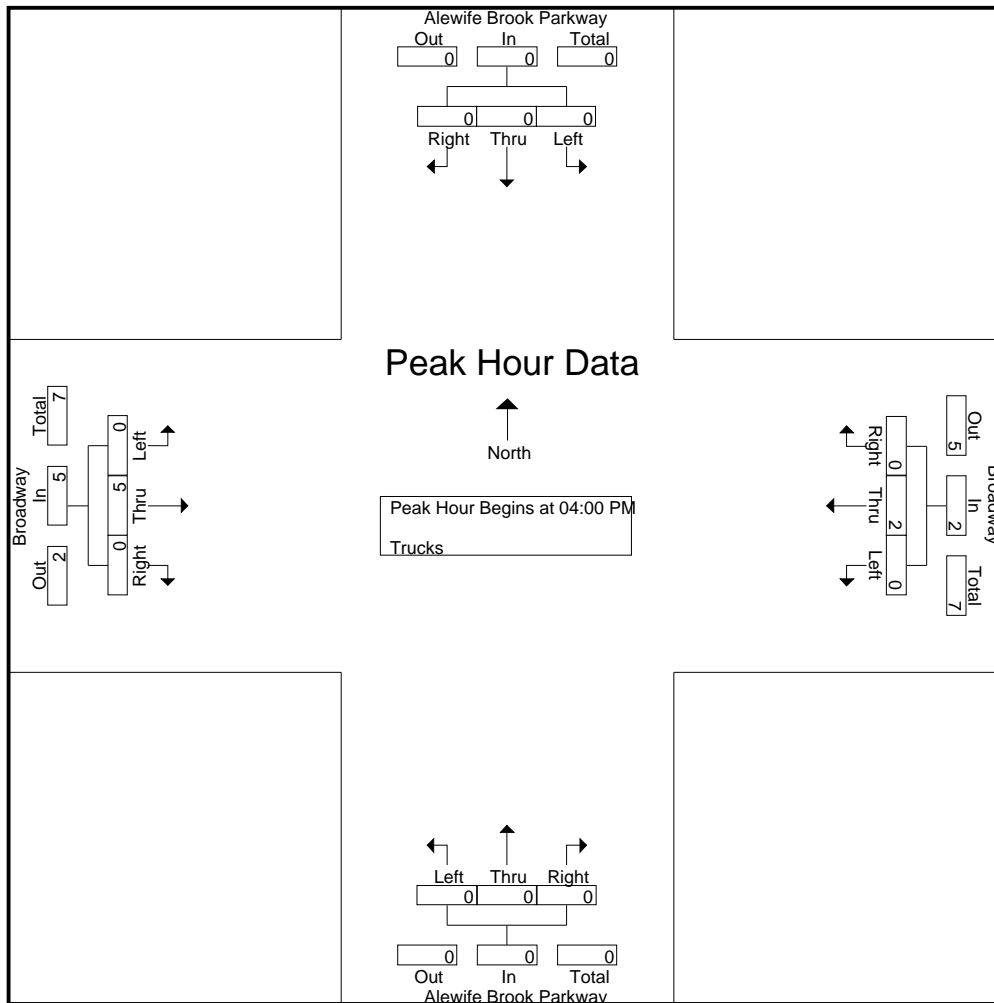 Alewife Brook Parkway
Out In Total
0 0 0
0 0 0
Right Thru Left
Peak Hour Data
North
Peak Hour Begins at 04:00 PM
Trucks
Broadway
Total In Out
7 5 2
0 5 0
Left Thru Right
Broadway
Out In Total
5 2 7
0 2 0
Right Thru Left
Left Thru Right
0 0 0
0 0 0
Out In Total
Alewife Brook Parkway